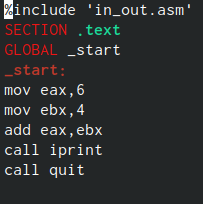 %include 'in_out.asm'
SECTION .text
GLOBAL _start
_start:
mov eax,6
mov ebx,4
add eax,ebx
call iprint
call quit